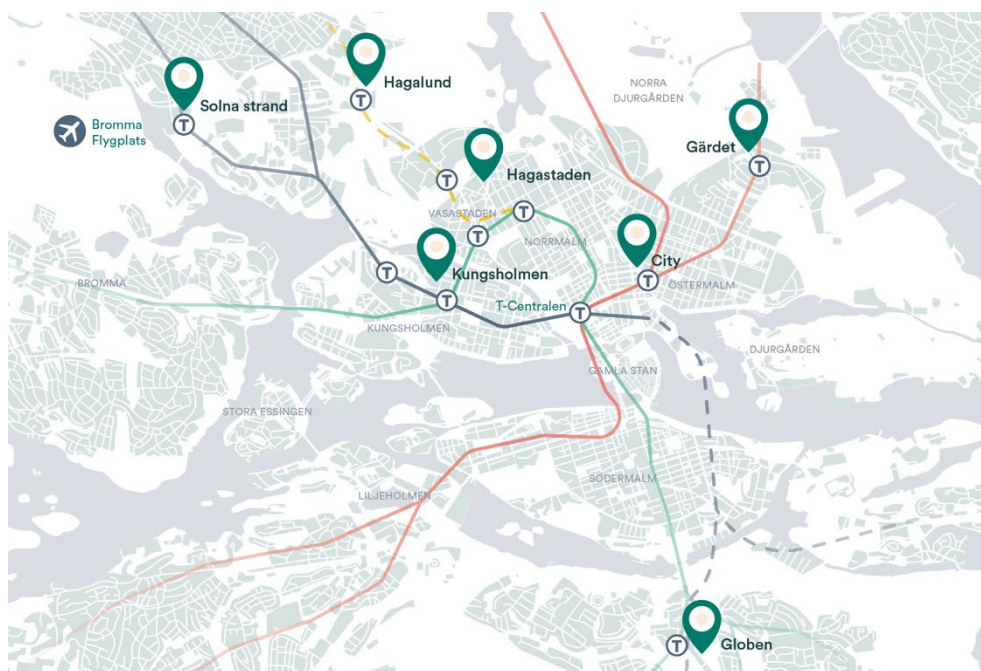 Hagalund
Solna strand
NORRA
DJURGÅRDEN
Bromma
Flygplats
Gärdet
Hagastaden
VASASTADEN
NORRMALM
City
Kungsholmen
BROMMA
ÖSTERMALM
T-Centralen
KUNGSHOLMEN
DJURGÅRDEN
GAMLA STAN
STORA ESSINGEN
SÖDERMALM
LILJEHOLMEN
Globen
T
T
T
T
T
T
T
T
T
T
T